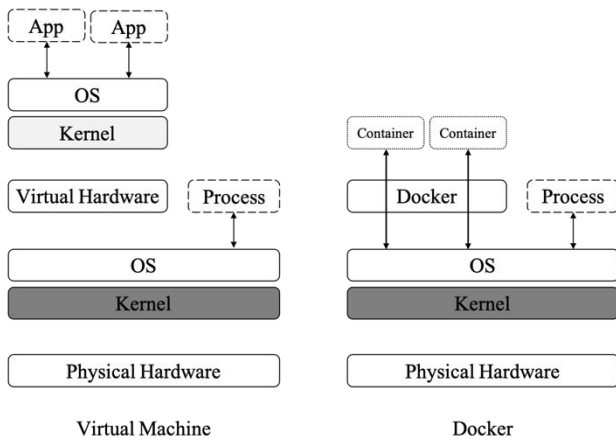 App App
OS
Kernel
Virtual Hardware
Process
OS
Kernel
Physical Hardware
Virtual Machine
Container Container
Docker
Process
OS
Kernel
Physical Hardware
Docker